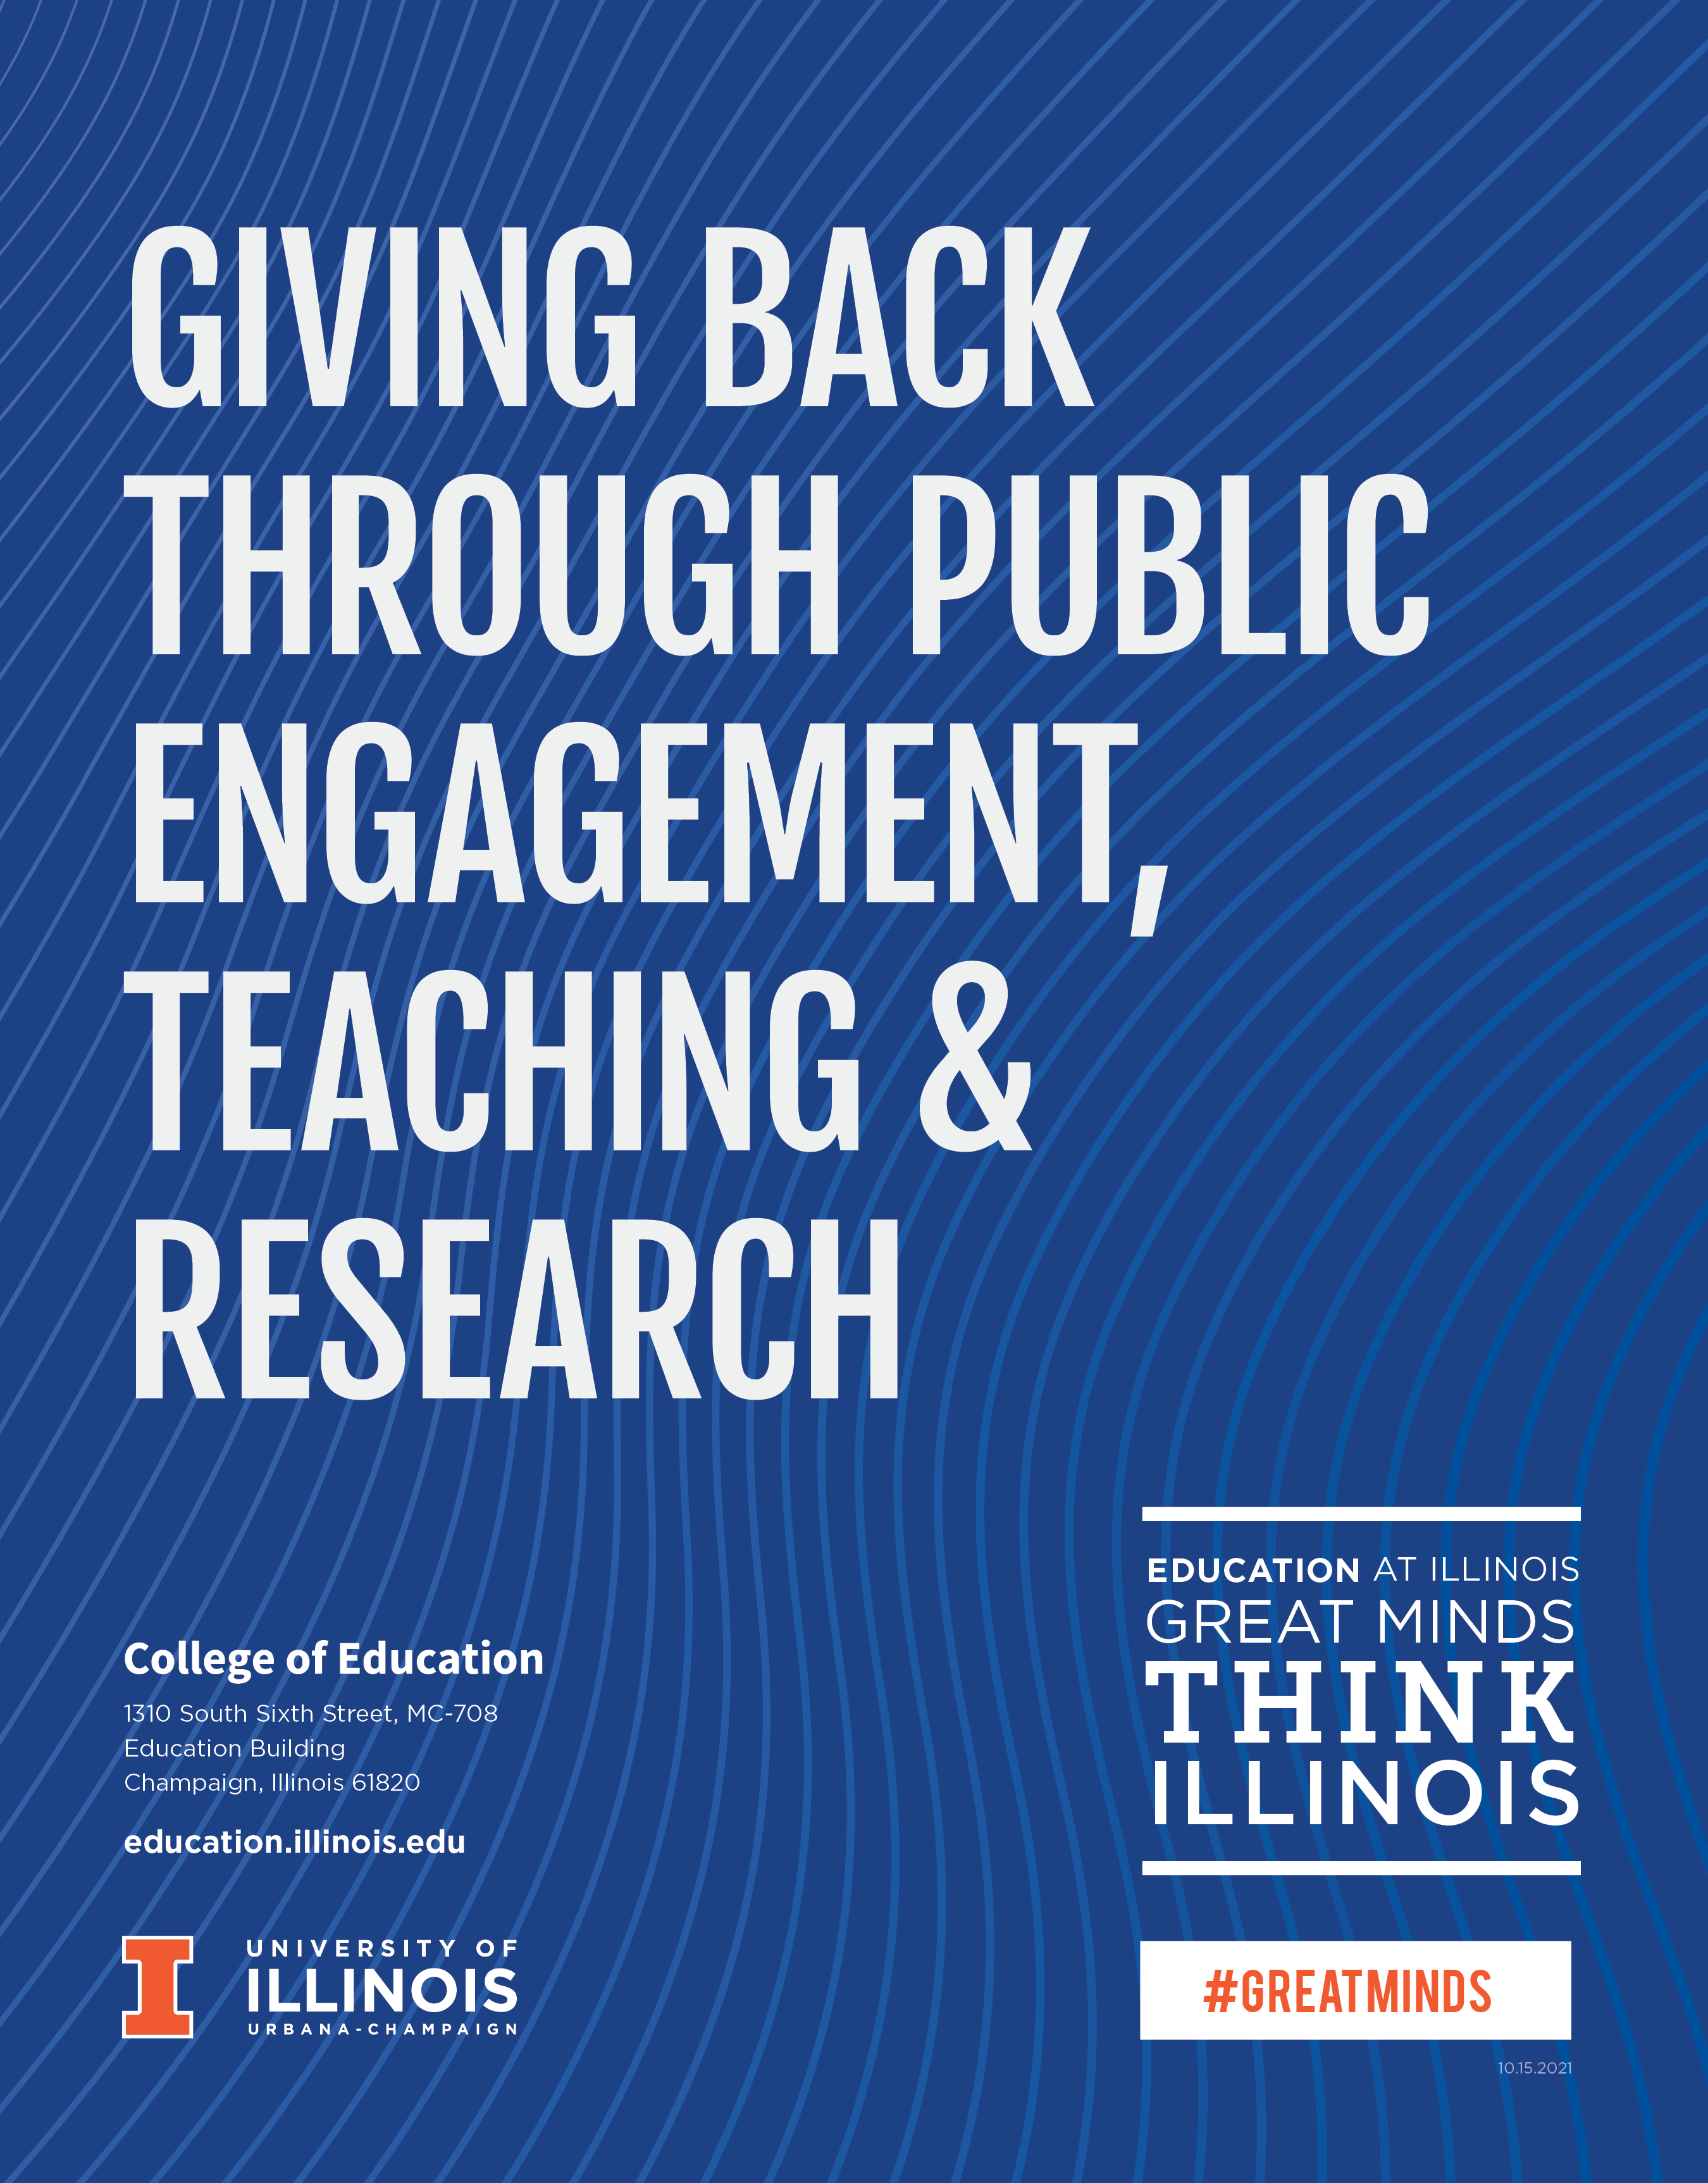 GIVING BACK
THROUGH PUBLIC
ENGAGEMENT,
TEACHING &
RESEARCH
College of Education
1310 South Sixth Street, MC-708
Education Building
Champaign, Illinois 61820
education.illinois.edu
UNIVERSITY OF
ILLINOIS
URBANA-CHAMPAIGN
EDUCATION AT ILLINOIS
GREAT MINDS
THINK
ILLINOIS
#GREATMINDS
10.15.2021